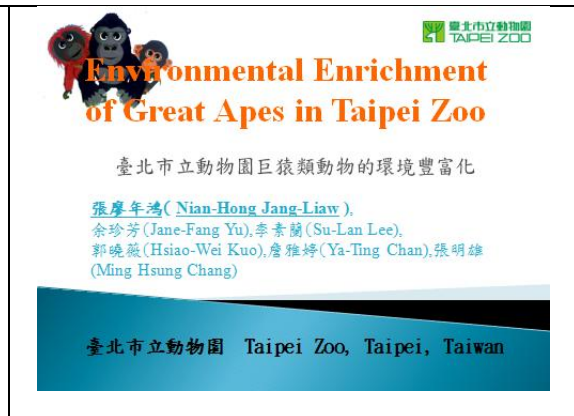 臺北市立動物園
TAIPEI ZOO
Environmental Enrichment
of Great Apes in Taipei Zoo
臺北市立動物園巨猿類動物的環境豐富化
張廖年鴻( Nian-Hong Jang-Liaw ),
余珍芳(Jane-Fang Yu),李素蘭(Su-Lan Lee),
郭曉薇(Hsiao-Wei Kuo),詹雅婷(Ya-Ting Chan),張明雄
(Ming Hsung Chang)
臺北市立動物園 Taipei Zoo, Taipei, Taiwan